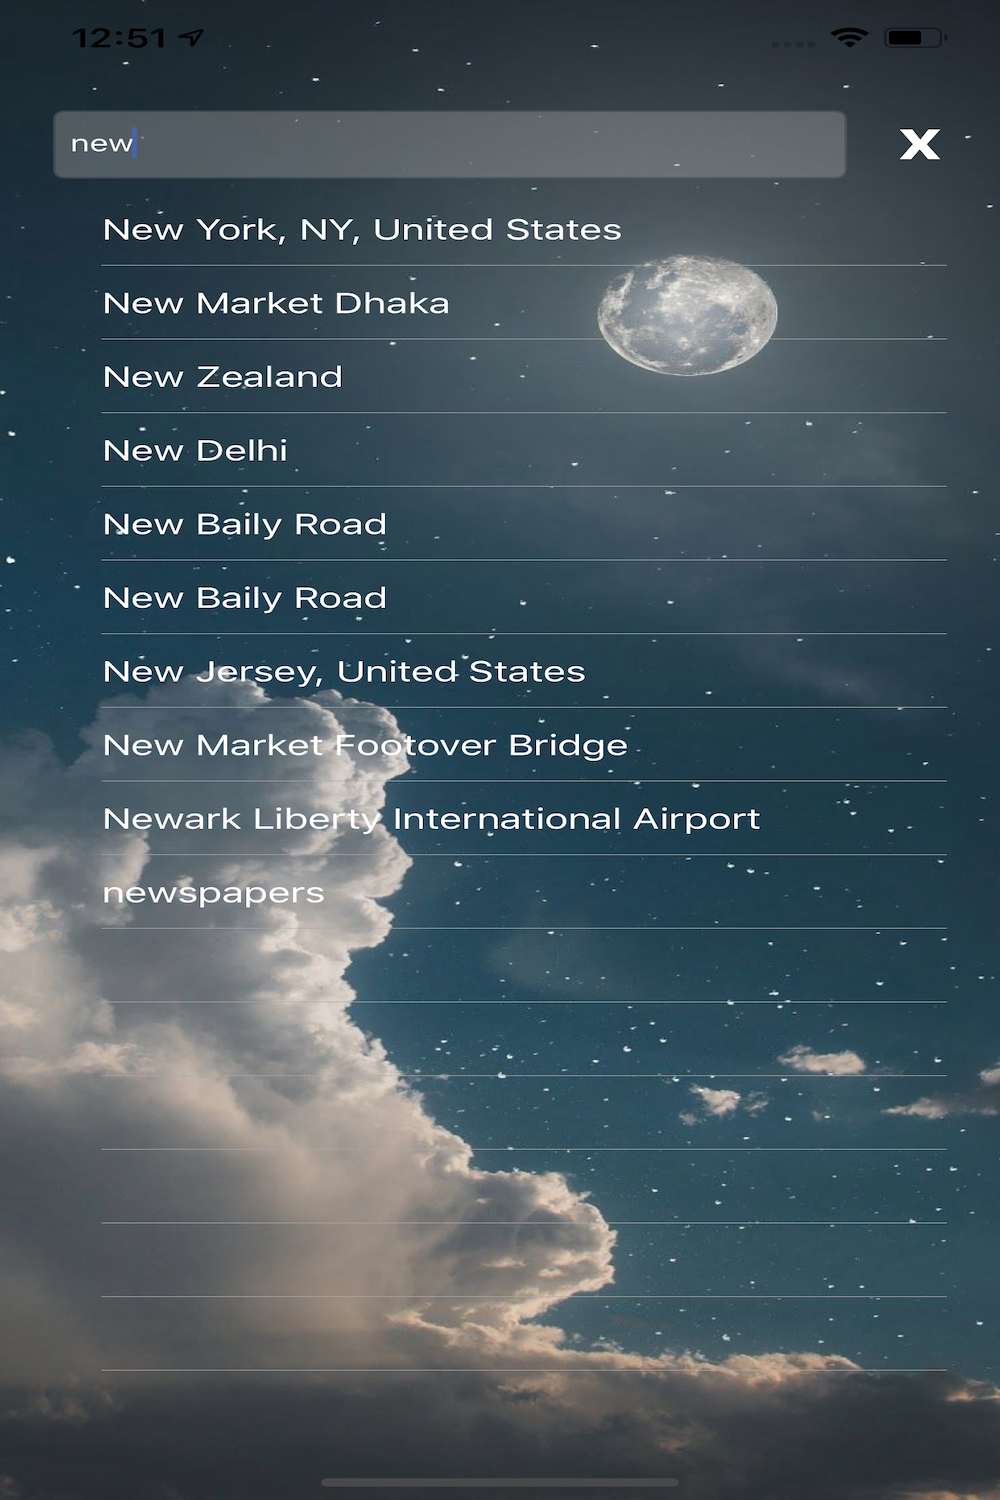 12:51
new
X
New York, NY, United States
New Market Dhaka
New Zealand
New Delhi
New Baily Road
New Baily Road
New Jersey, United States
New Market Footover Bridge
Newark Liberty International Airport
newspapers